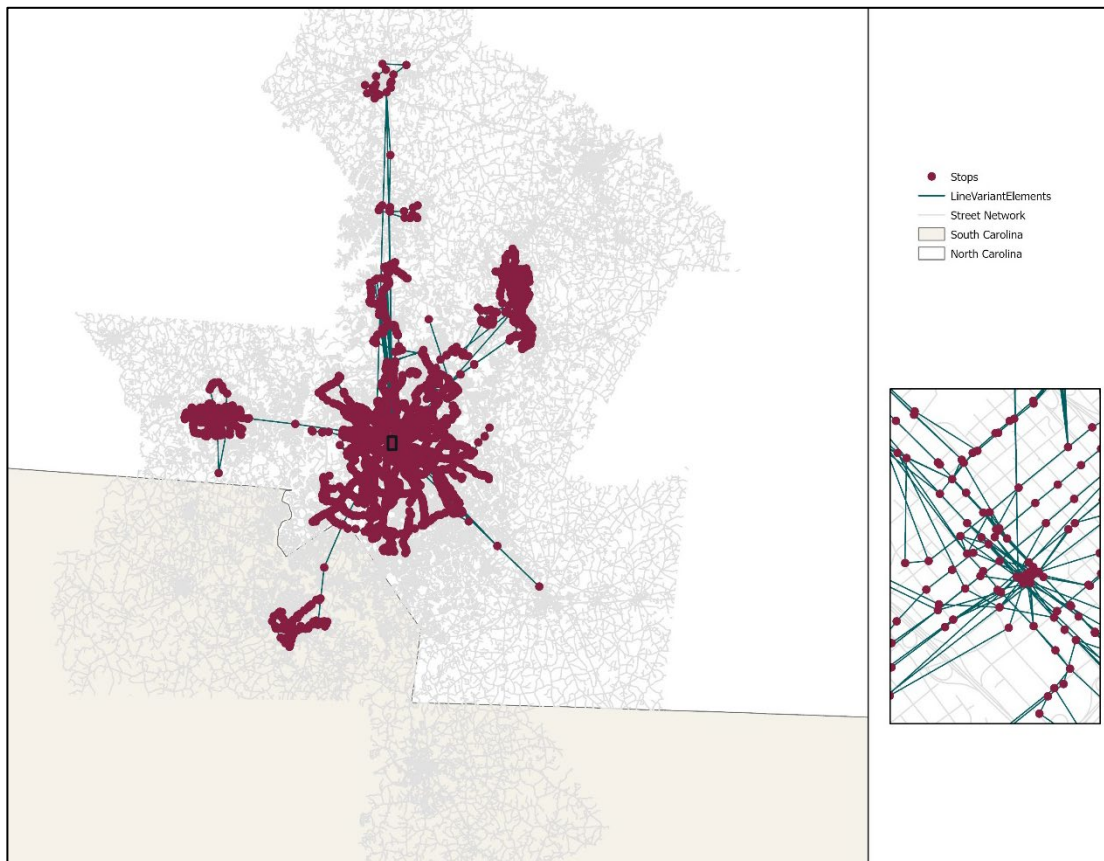 Stops
LineVariantElements
Street Network
South Carolina
North Carolina